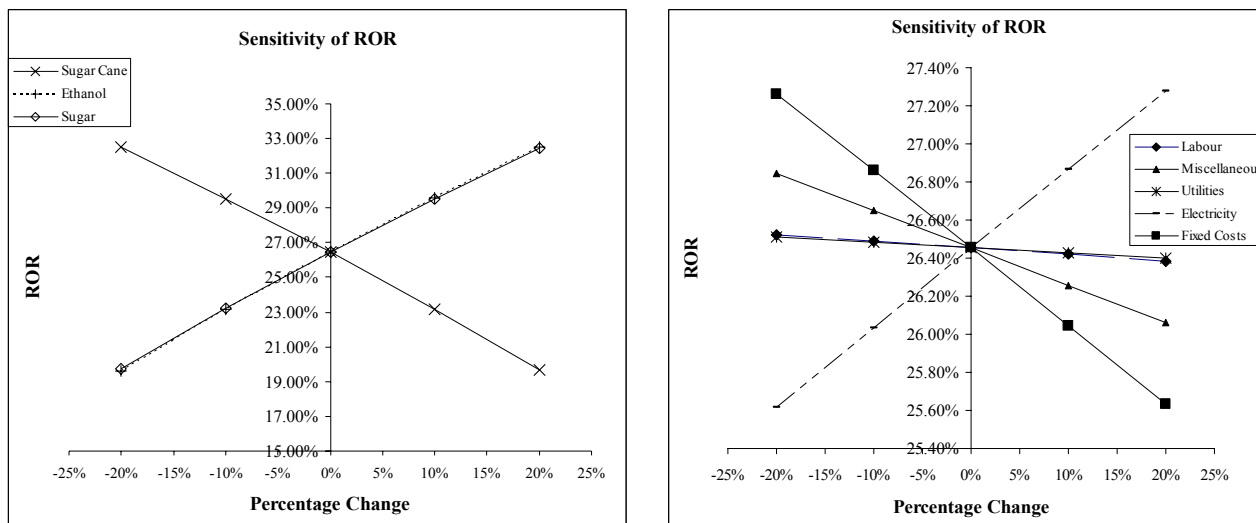 Sensitivity of ROR
Sugar Cane
Ethanol
Sugar
35.00%
33.00%
31.00%
29.00%
27.00%
25.00%
23.00%
21.00%
19.00%
17.00%
15.00%
ROR
-25% -20% -15% -10% -5% 0% 5% 10% 15% 20% 25%
Percentage Change
Sensitivity of ROR
27.40%
27.20%
27.00%
26.80%
26.60%
26.40%
26.20%
26.00%
25.80%
25.60%
25.40%
Labour
Miscellaneou
Utilities
Electricity
Fixed Costs
ROR
-25% -20% -15% -10% -5% 0% 5% 10% 15% 20% 25%
Percentage Change